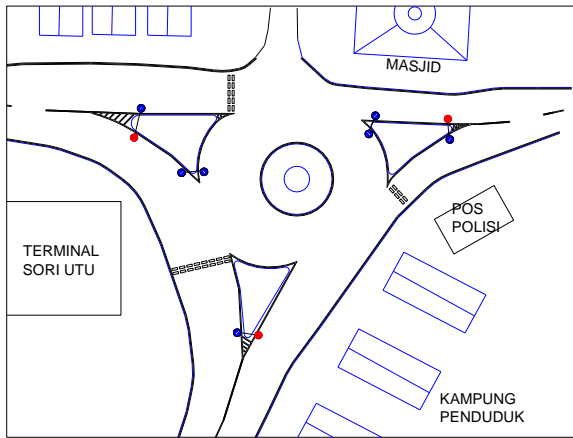 MASJID
POS
POLISI
TERMINAL
SORI UTU
KAMPUNG
PENDUDUK